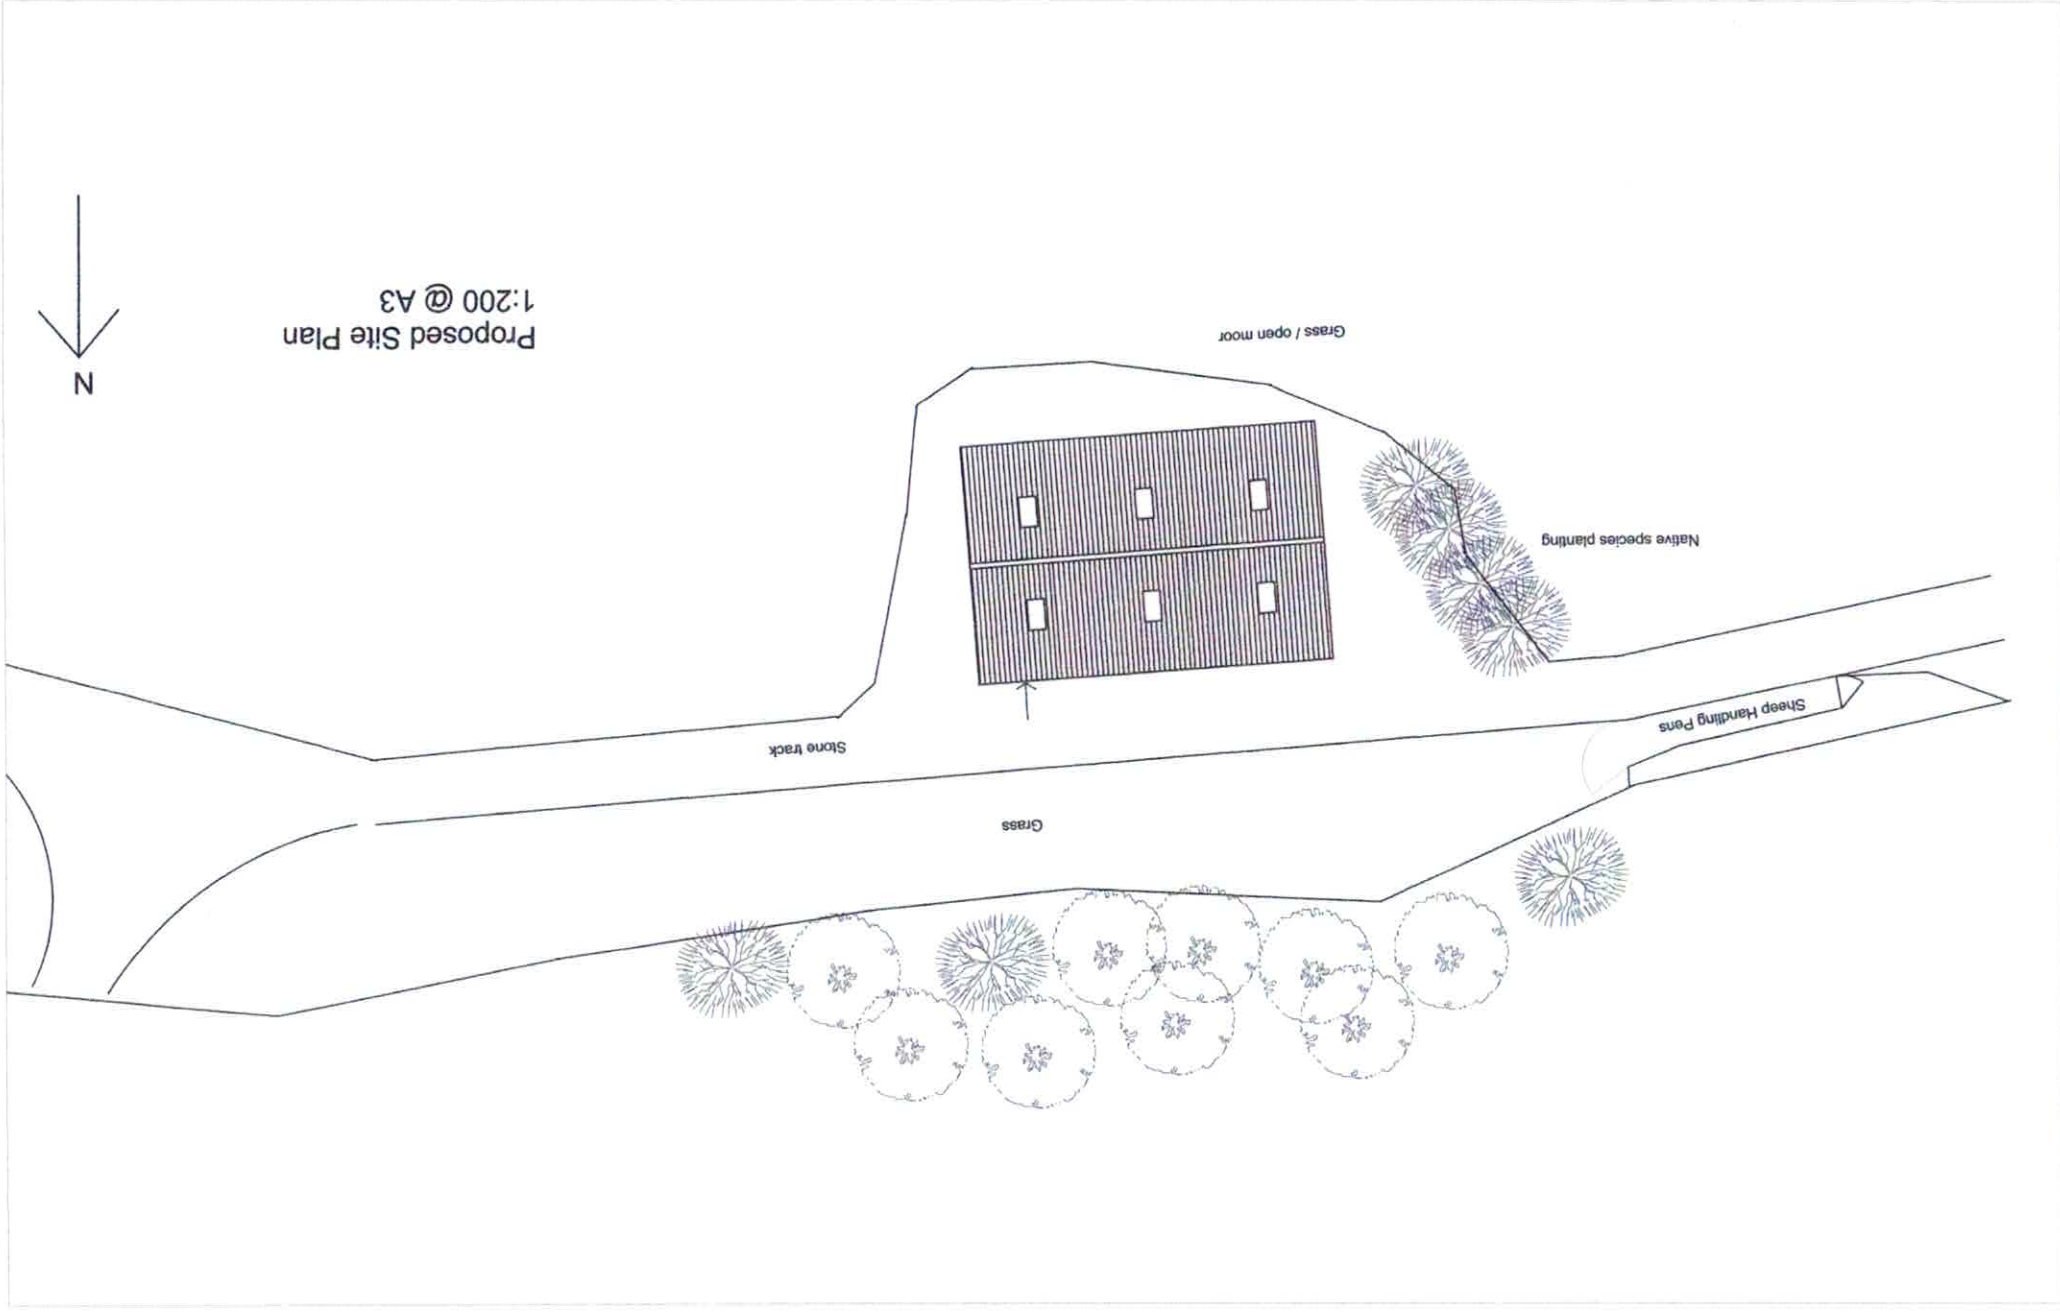 Sheep Handling Pens
Grass
Stone track
Native species planting
Grass / open moor
N
Proposed Site Plan
1:200 @ A3